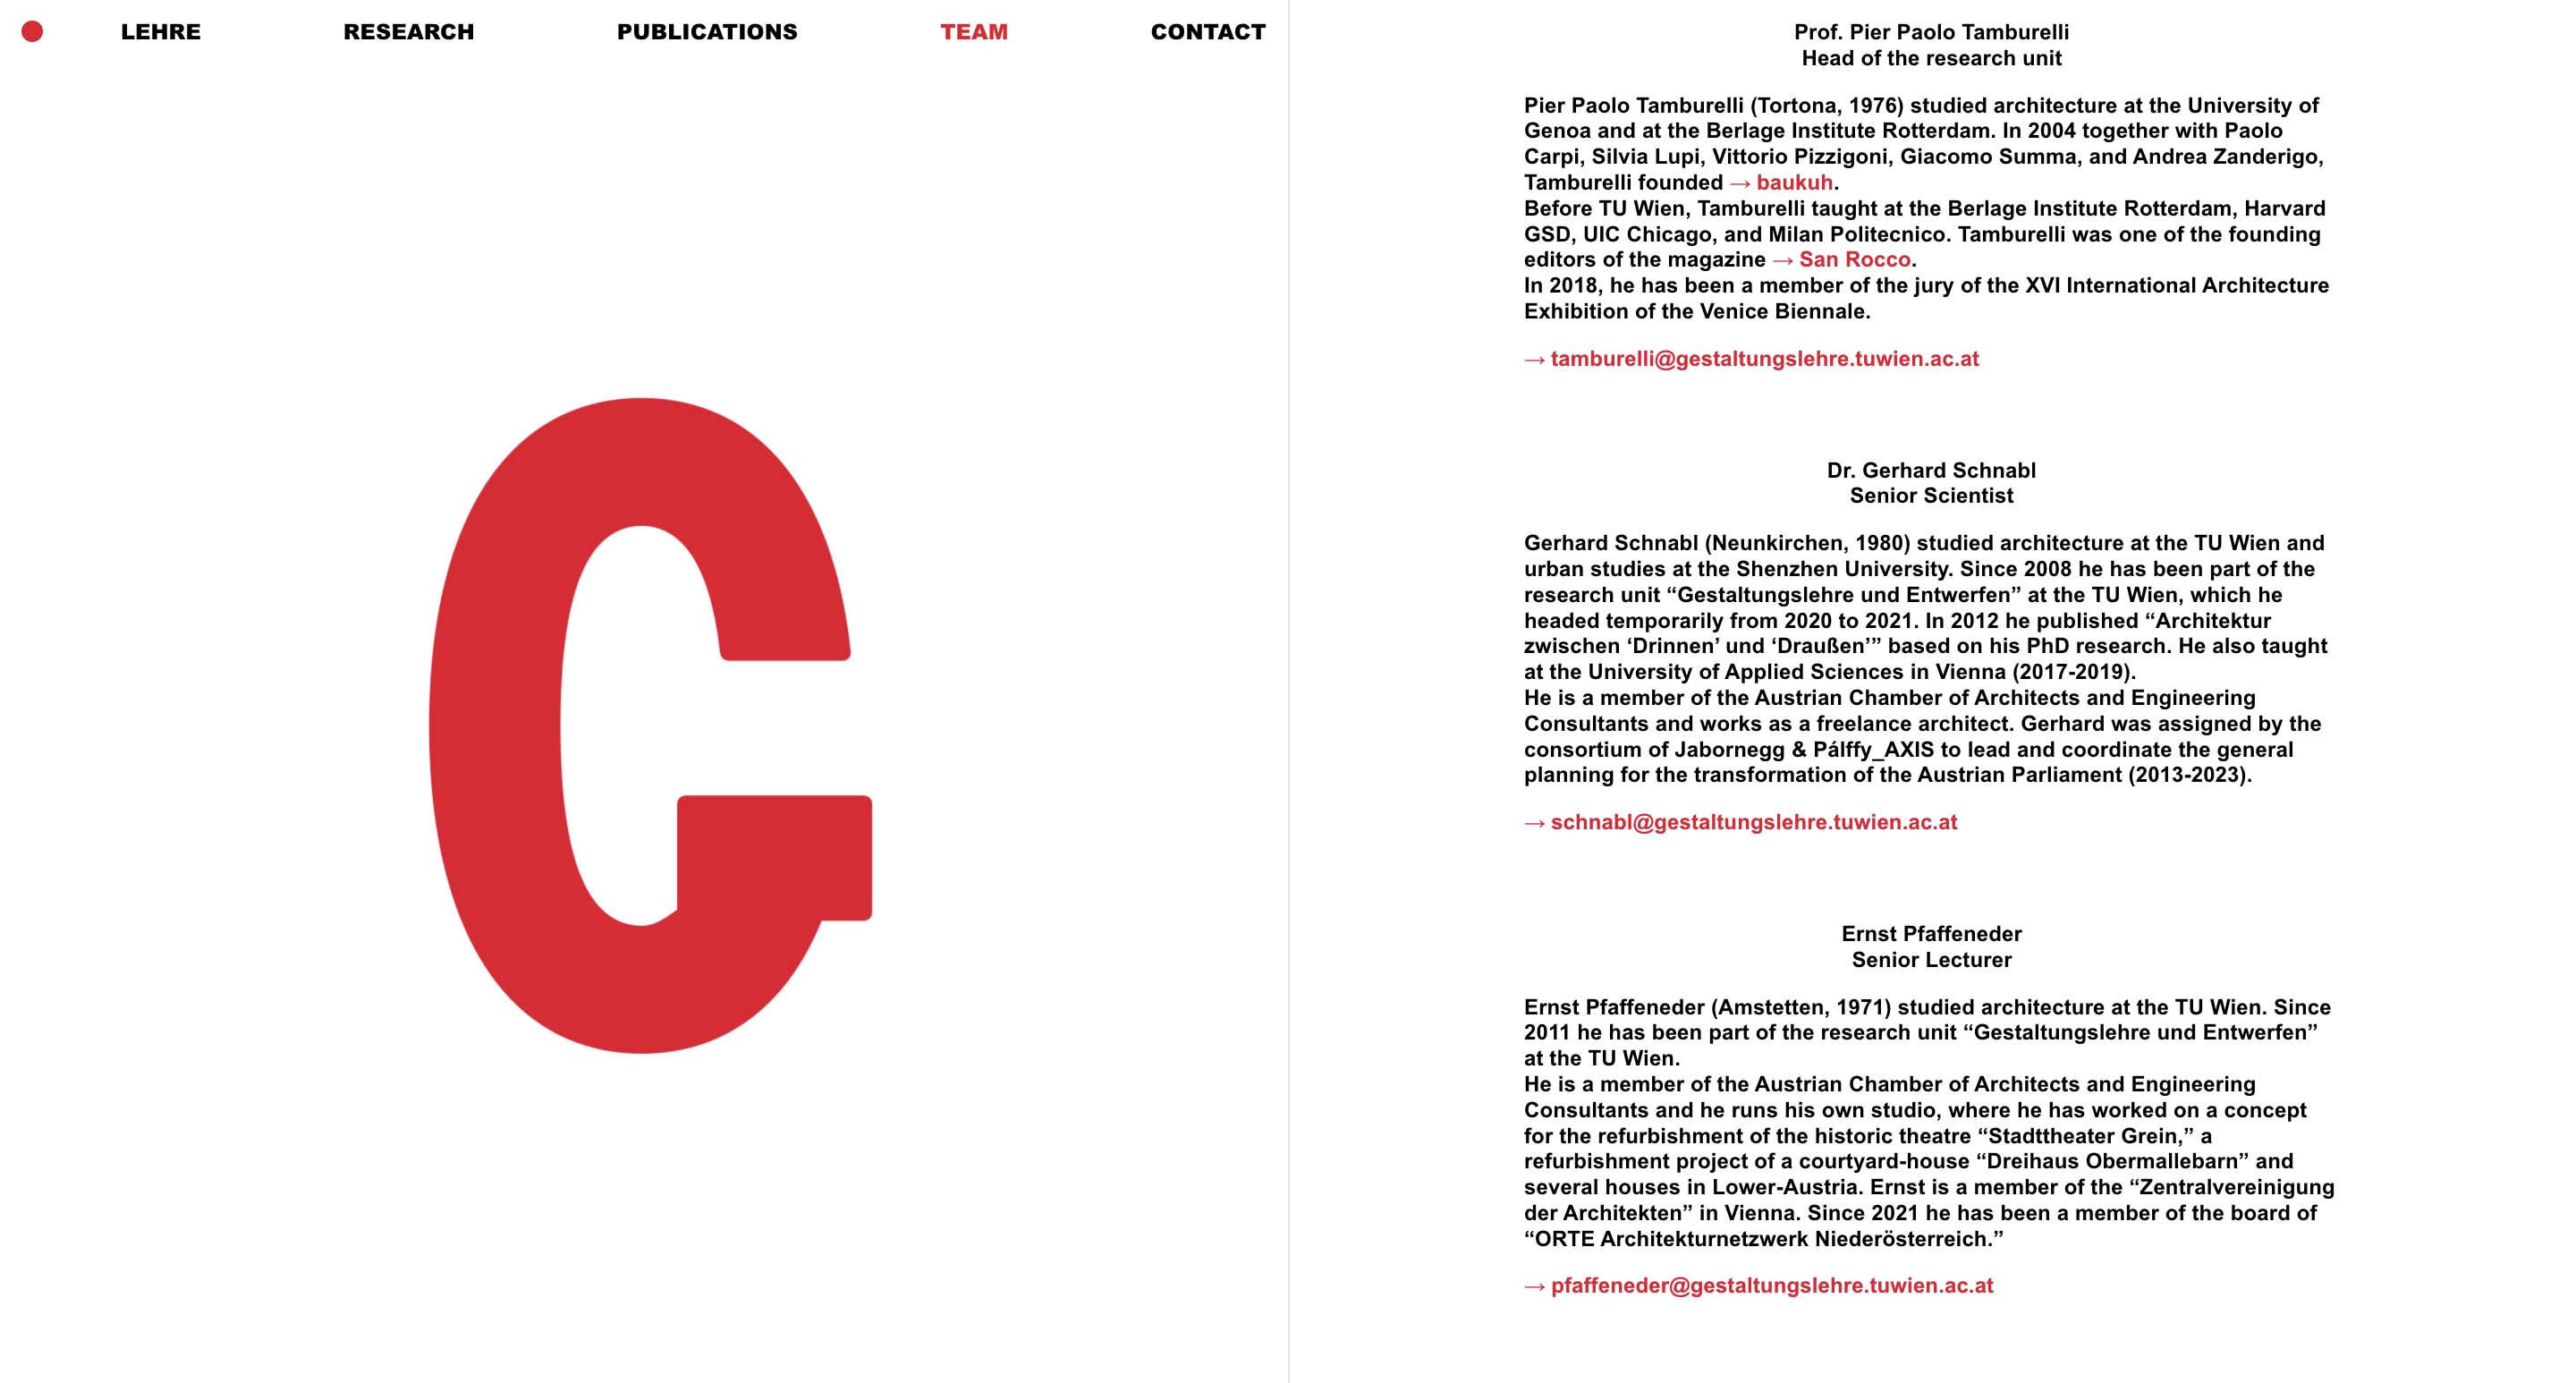 LEHRE RESEARCH PUBLICATIONS TEAM CONTACT
G
Prof. Pier Paolo Tamburelli
Head of the research unit
Pier Paolo Tamburelli (Tortona, 1976) studied architecture at the University of
Genoa and at the Berlage Institute Rotterdam. In 2004 together with Paolo
Carpi, Silvia Lupi, Vittorio Pizzigoni, Giacomo Summa, and Andrea Zanderigo,
Tamburelli founded → baukuh.
Before TU Wien, Tamburelli taught at the Berlage Institute Rotterdam, Harvard
GSD, UIC Chicago, and Milan Politecnico. Tamburelli was one of the founding
editors of the magazine → San Rocco.
In 2018, he has been a member of the jury of the XVI International Architecture
Exhibition of the Venice Biennale.
→ tamburelli@gestaltungslehre.tuwien.ac.at
Dr. Gerhard Schnabl
Senior Scientist
Gerhard Schnabl (Neunkirchen, 1980) studied architecture at the TU Wien and
urban studies at the Shenzhen University. Since 2008 he has been part of the
research unit “Gestaltungslehre und Entwerfen” at the TU Wien, which he
headed temporarily from 2020 to 2021. In 2012 he published “Architektur
zwischen ‘Drinnen’ und ‘Draußen’” based on his PhD research. He also taught
at the University of Applied Sciences in Vienna (2017-2019).
He is a member of the Austrian Chamber of Architects and Engineering
Consultants and works as a freelance architect. Gerhard was assigned by the
consortium of Jabornegg & Pálffy_AXIS to lead and coordinate the general
planning for the transformation of the Austrian Parliament (2013-2023).
→ schnabl@gestaltungslehre.tuwien.ac.at
Ernst Pfaffeneder
Senior Lecturer
Ernst Pfaffeneder (Amstetten, 1971) studied architecture at the TU Wien. Since
2011 he has been part of the research unit “Gestaltungslehre und Entwerfen”
at the TU Wien.
He is a member of the Austrian Chamber of Architects and Engineering
Consultants and he runs his own studio, where he has worked on a concept
for the refurbishment of the historic theatre “Stadttheater Grein,” a
refurbishment project of a courtyard-house “Dreihaus Obermallebarn” and
several houses in Lower-Austria. Ernst is a member of the “Zentralvereinigung
der Architekten” in Vienna. Since 2021 he has been a member of the board of
“ORTE Architekturnetzwerk Niederösterreich.”
→ pfaffeneder@gestaltungslehre.tuwien.ac.at